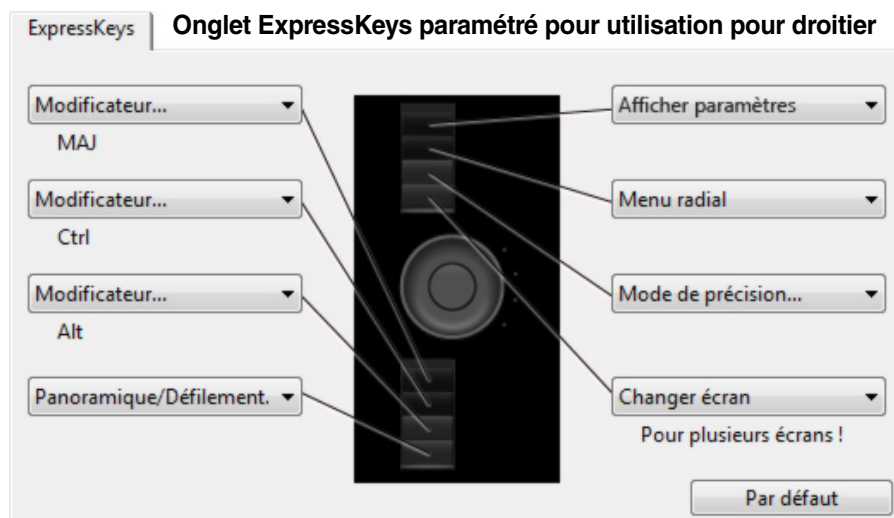 ExpressKeys
Onglet ExpressKeys paramétré pour utilisation pour droitier
Modificateur...
MAJ
Modificateur...
Ctrl
Modificateur...
Alt
Panoramique/Défilement.
Afficher paramètres
Menu radial
Mode de précision...
Changer écran
Pour plusieurs écrans !
Par défaut